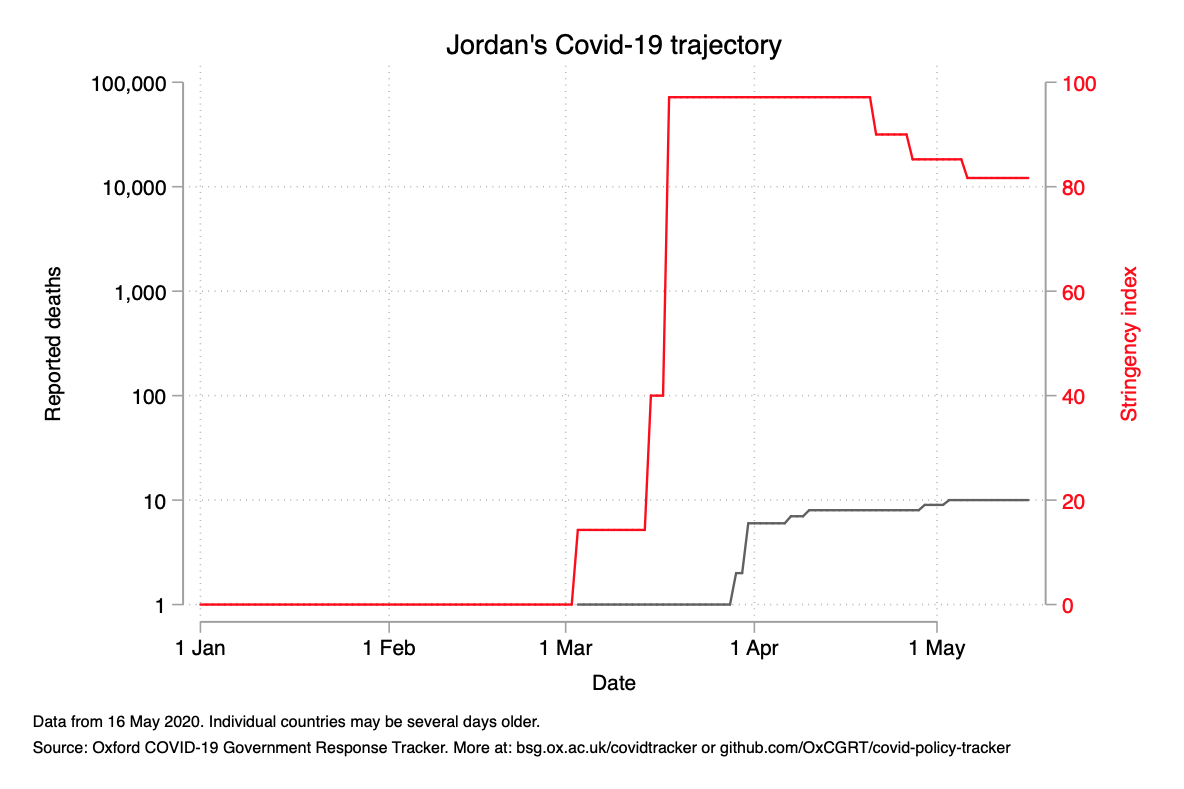 Jordan's Covid-19 trajectory
100,000
10,000
1,000
100
10
1
Reported deaths
100
80
60
40
20
0
Stringency index
1 Jan
1 Feb
1 Mar
1 Apr
1 May
Date
Data from 16 May 2020. Individual countries may be several days older.
Source: Oxford COVID-19 Government Response Tracker. More at: bsg.ox.ac.uk/covidtracker or github.com/OxCGRT/covid-policy-tracker